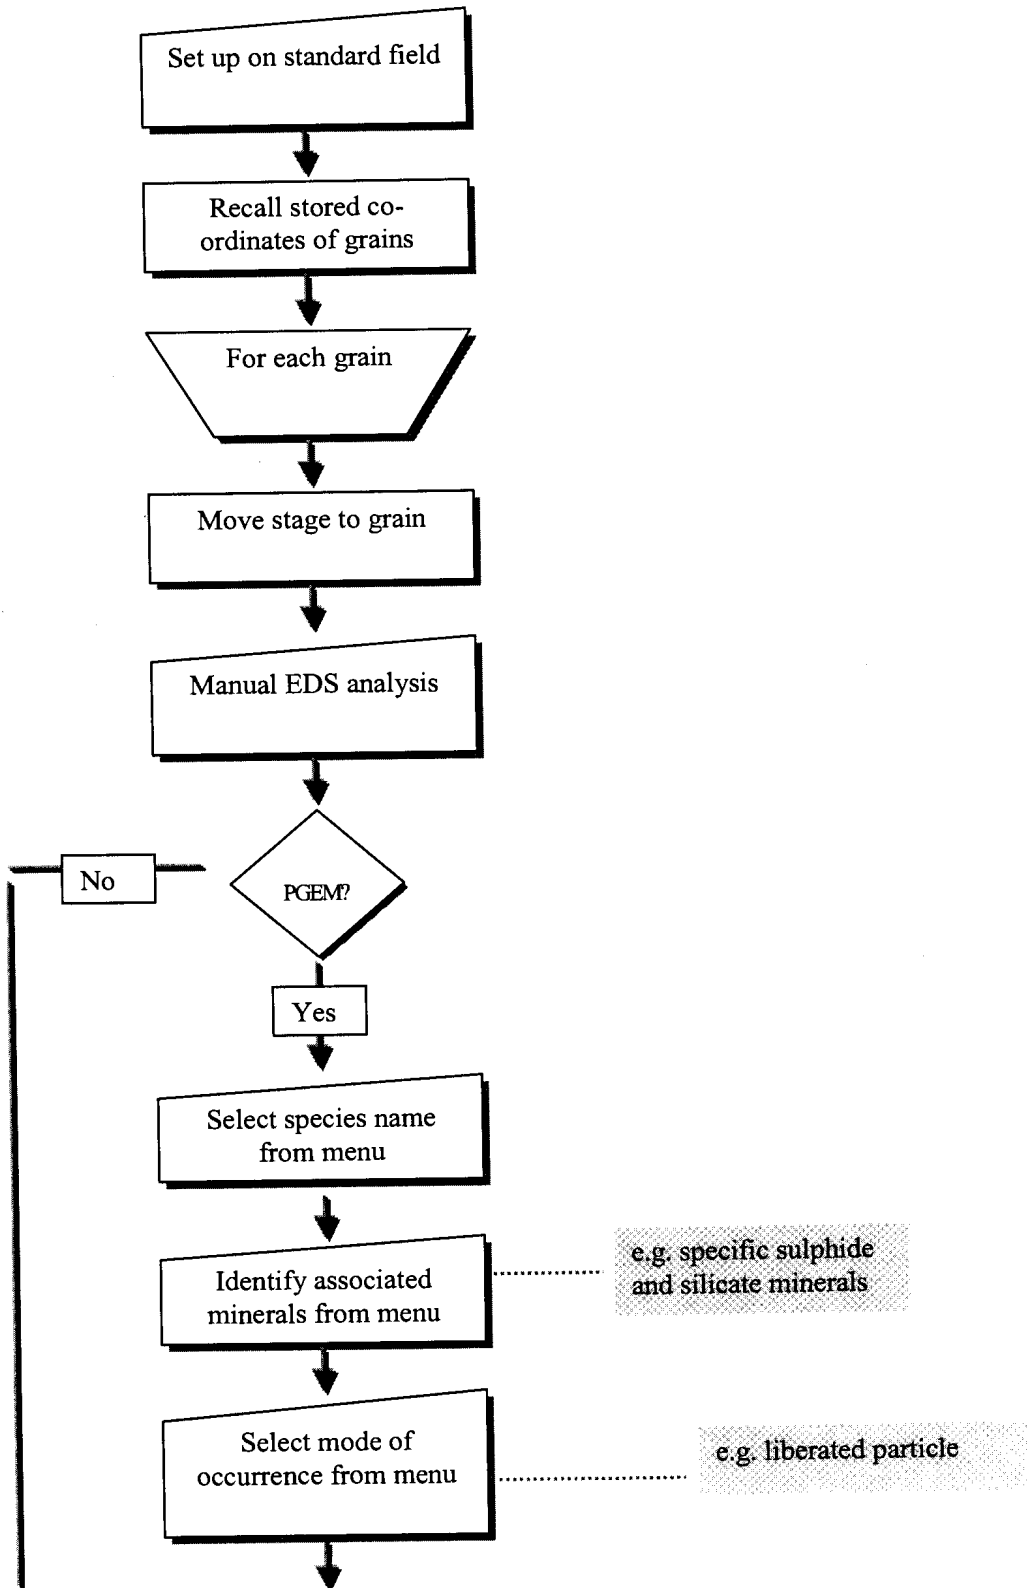 Set up on standard field
Recall stored co-
ordinates of grains
For each grain
Move stage to grain
Manual EDS analysis
No
PGEM?
Yes
Select species name
from menu
Identify associated
minerals from menu
e.g. specific sulphide
and silicate minerals
Select mode of
occurrence from menu
e.g. liberated particle